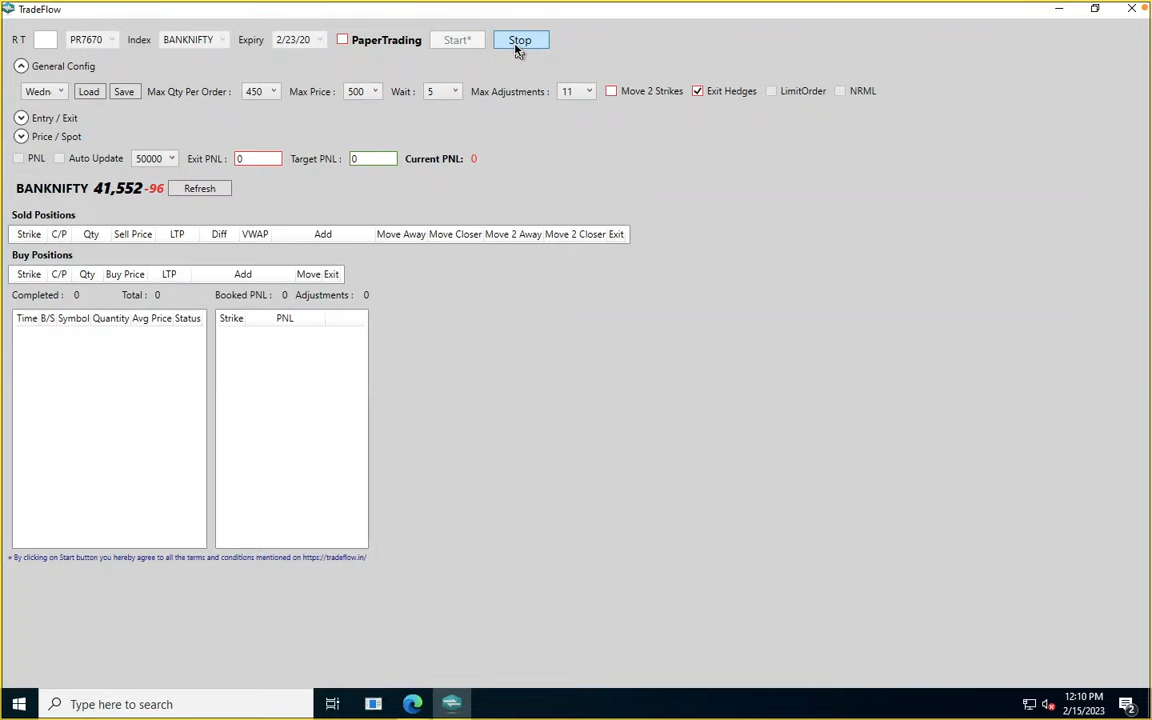 TradeFlow
R T PR7670 Index BANKNIFTY Expiry 2/23/20 PaperTrading Start* Stop
General Config
Wedn Load Save Max Qty Per Order : 450 Max Price : 500 Wait : 5 Max Adjustments : 11 Move 2 Strikes Exit Hedges LimitOrder NRML
Entry / Exit
Price / Spot
PNL Auto Update 50000 Exit PNL : 0 Target PNL : 0 Current PNL: 0
BANKNIFTY 41,552 -96 Refresh
Sold Positions
Strike C/P Qty Sell Price LTP Diff VWAP Add Move Away Move Closer Move 2 Away Move 2 Closer Exit
Buy Positions
Strike C/P Qty Buy Price LTP Add Move Exit
Completed : 0 Total : 0 Booked PNL : 0 Adjustments : 0
Time B/S Symbol Quantity Avg Price Status Strike PNL
* By clicking on Start button you hereby agree to all the terms and conditions mentioned on https://tradeflow.in/
Type here to search
12:10 PM
2/15/2023
2